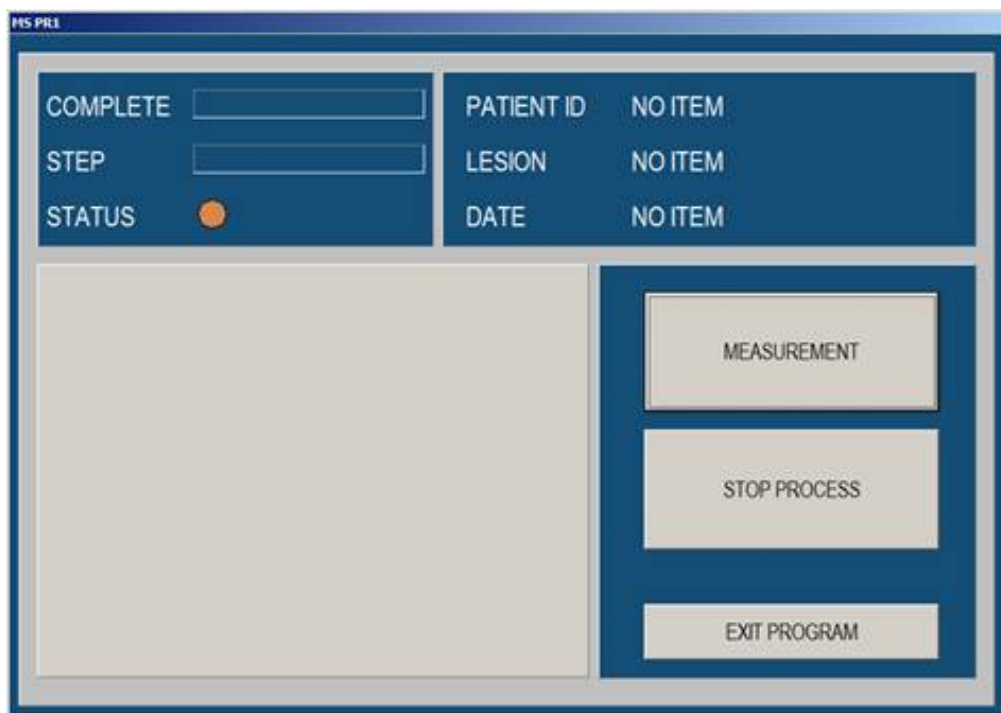 MS PR1
COMPLETE
STEP
STATUS
PATIENT ID NO ITEM
LESION NO ITEM
DATE NO ITEM
MEASUREMENT
STOP PROCESS
EXIT PROGRAM